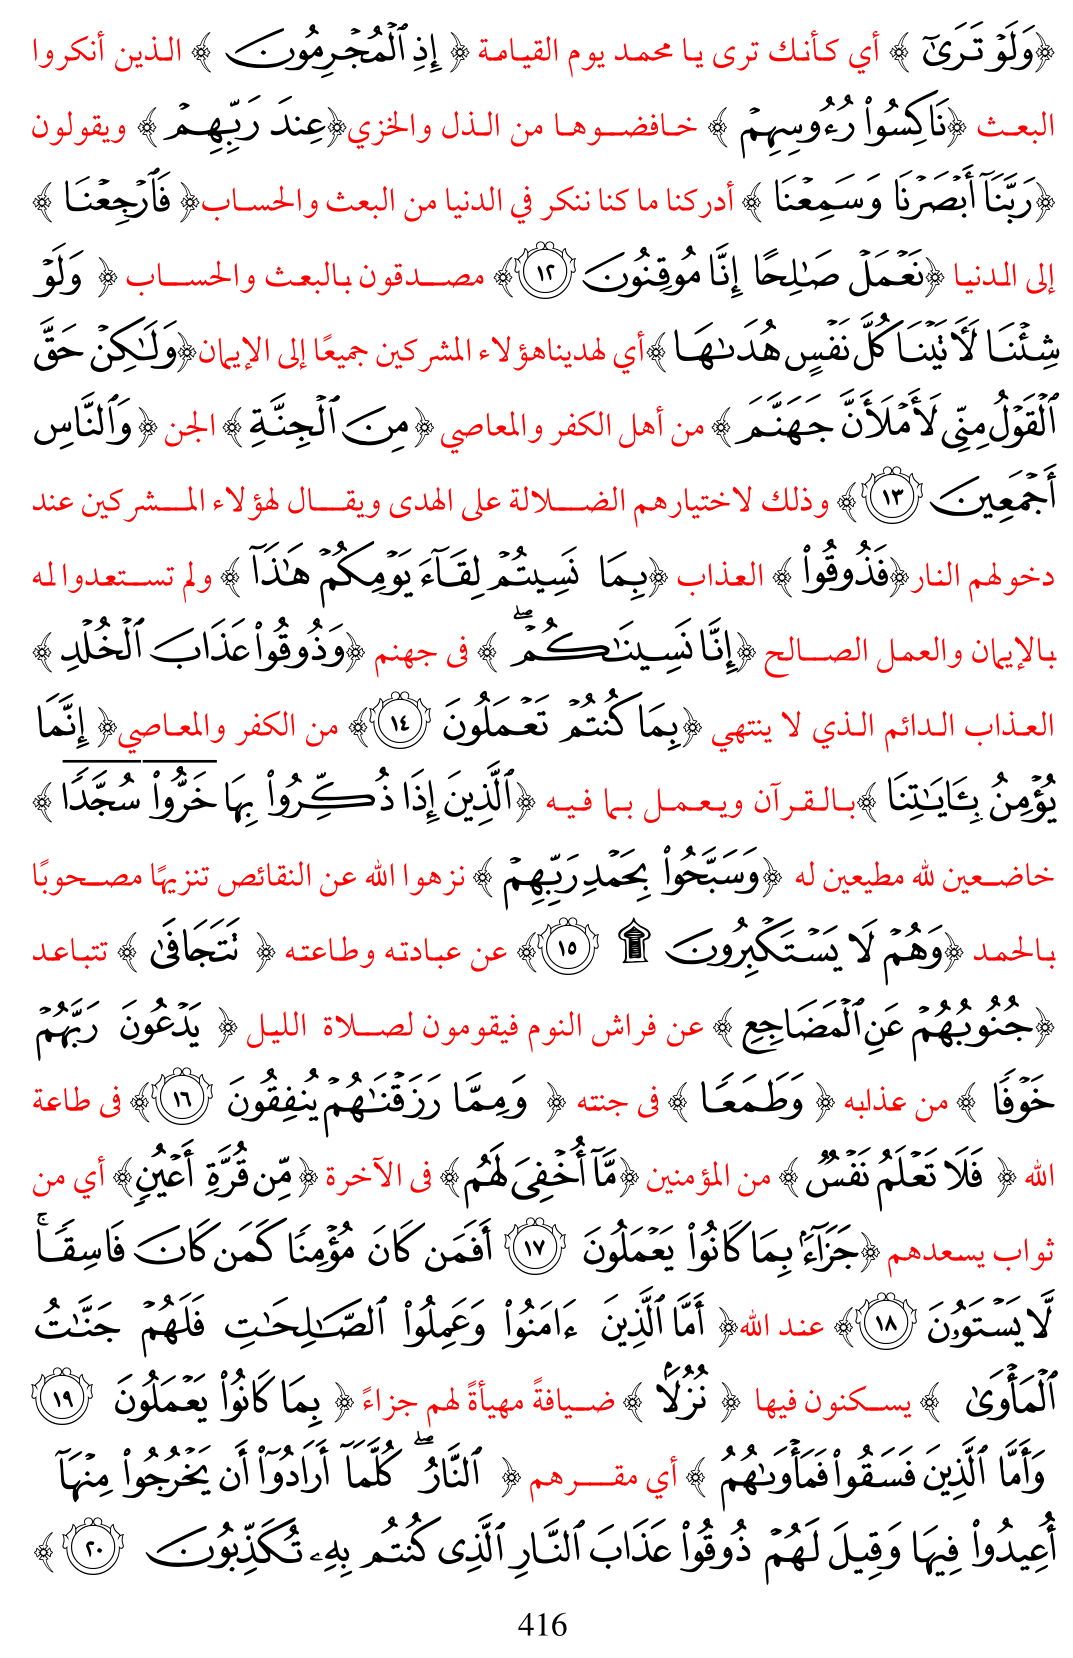 ﴿وَلَوۡ تَرَىٰٓ ﴾ أي كأنك ترى يا محمد يوم القيامة ﴿ إِذِ ٱلۡمُجۡرِمُونَ ﴾ الذين أنكروا
البعث ﴿نَاكِسُواْ رُءُوسِهِمۡ ﴾ خافضوها من الذل والخزي﴿عِندَ رَبِّهِمۡ ﴾ ويقولون
﴿رَبَّنَآ أَبۡصَرۡنَا وَسَمِعۡنَا ﴾ أدركنا ما كنا ننكر في الدنيا من البعث والحساب﴿ فَٱرۡجِعۡنَا ﴾
إلى الدنيا ﴿نَعۡمَلۡ صَٰلِحًا إِنَّا مُوقِنُونَ ١٢﴾ مصدقون بالبعث والحساب ﴿ وَلَوۡ
شِئۡنَا لَأٓتَيۡنَا كُلَّ نَفۡسٍ هُدَىٰهَا ﴾أي لهديناهؤلاء المشركين جميعًا إلى الإيمان﴿وَلَٰكِنۡ حَقَّ
ٱلۡقَوۡلُ مِنِّي لَأَمۡلَأَنَّ جَهَنَّمَ ﴾ من أهل الكفر والمعاصي ﴿مِنَ ٱلۡجِنَّةِ ﴾ الجن ﴿ وَٱلنَّاسِ
أَجۡمَعِينَ ١٣﴾ وذلك لاختيارهم الضلالة على الهدى ويقال لهؤلاء المشركين عند
دخولهم النار﴿فَذُوقُواْ ﴾ العذاب ﴿بِمَا نَسِيتُمۡ لِقَآءَ يَوۡمِكُمۡ هَٰذَآ ﴾ ولم تستعدوا له
بالإيمان والعمل الصالح ﴿إِنَّا نَسِينَٰكُمۡۖ ﴾ فى جهنم ﴿وَذُوقُواْ عَذَابَ ٱلۡخُلۡدِ ﴾
العذاب الدائم الذي لا ينتهي ﴿بِمَا كُنتُمۡ تَعۡمَلُونَ ١٤﴾ من الكفر والمعاصي﴿ إِنَّمَا
يُؤۡمِنُ بِـَٔايَٰتِنَا ﴾بالقرآن ويعمل بما فيه ﴿ٱلَّذِينَ إِذَا ذُكِّرُواْ بِهَا خَرُّواْ سُجَّدٗا ﴾
خاضعين لله مطيعين له ﴿وَسَبَّحُواْ بِحَمۡدِ رَبِّهِمۡ ﴾ نزهوا الله عن النقائص تنزيهًا مصحوبًا
بالحمد ﴿وَهُمۡ لَا يَسۡتَكۡبِرُونَ ۩ ١٥﴾ عن عبادته وطاعته ﴿ تَتَجَافَىٰ ﴾ تتباعد
﴿جُنُوبُهُمۡ عَنِ ٱلۡمَضَاجِعِ ﴾ عن فراش النوم فيقومون لصلاة الليل ﴿ يَدۡعُونَ رَبَّهُمۡ
خَوۡفٗا ﴾ من عذابه ﴿ وَطَمَعٗا ﴾ فى جنته ﴿ وَمِمَّا رَزَقۡنَٰهُمۡ يُنفِقُونَ ١٦﴾ فى طاعة
الله ﴿ فَلَا تَعۡلَمُ نَفۡسٞ ﴾ من المؤمنين ﴿مَّآ أُخۡفِيَ لَهُم ﴾ فى الآخرة ﴿مِّن قُرَّةِ أَعۡيُنٖ﴾ أي من
ثواب يسعدهم ﴿جَزَآءَۢ بِمَا كَانُواْ يَعۡمَلُونَ ١٧ أَفَمَن كَانَ مُؤۡمِنٗا كَمَن كَانَ فَاسِقٗاۚ
لَّا يَسۡتَوُۥنَ ١٨﴾ عند الله﴿ أَمَّا ٱلَّذِينَ ءَامَنُواْ وَعَمِلُواْ ٱلصَّٰلِحَٰتِ فَلَهُمۡ جَنَّٰتُ
ٱلۡمَأۡوَىٰ ﴾ يسكنون فيها ﴿ نُزُلَۢا ﴾ ضيافةً مهيأةً لهم جزاءً ﴿ بِمَا كَانُواْ يَعۡمَلُونَ ١٩
وَأَمَّا ٱلَّذِينَ فَسَقُواْ فَمَأۡوَىٰهُمُ ﴾ أي مقرهم ﴿ ٱلنَّارُۖ كُلَّمَآ أَرَادُوٓاْ أَن يَخۡرُجُواْ مِنۡهَآ
أُعِيدُواْ فِيهَا وَقِيلَ لَهُمۡ ذُوقُواْ عَذَابَ ٱلنَّارِ ٱلَّذِي كُنتُم بِهِۦ تُكَذِّبُونَ ٢٠ ﴾
416